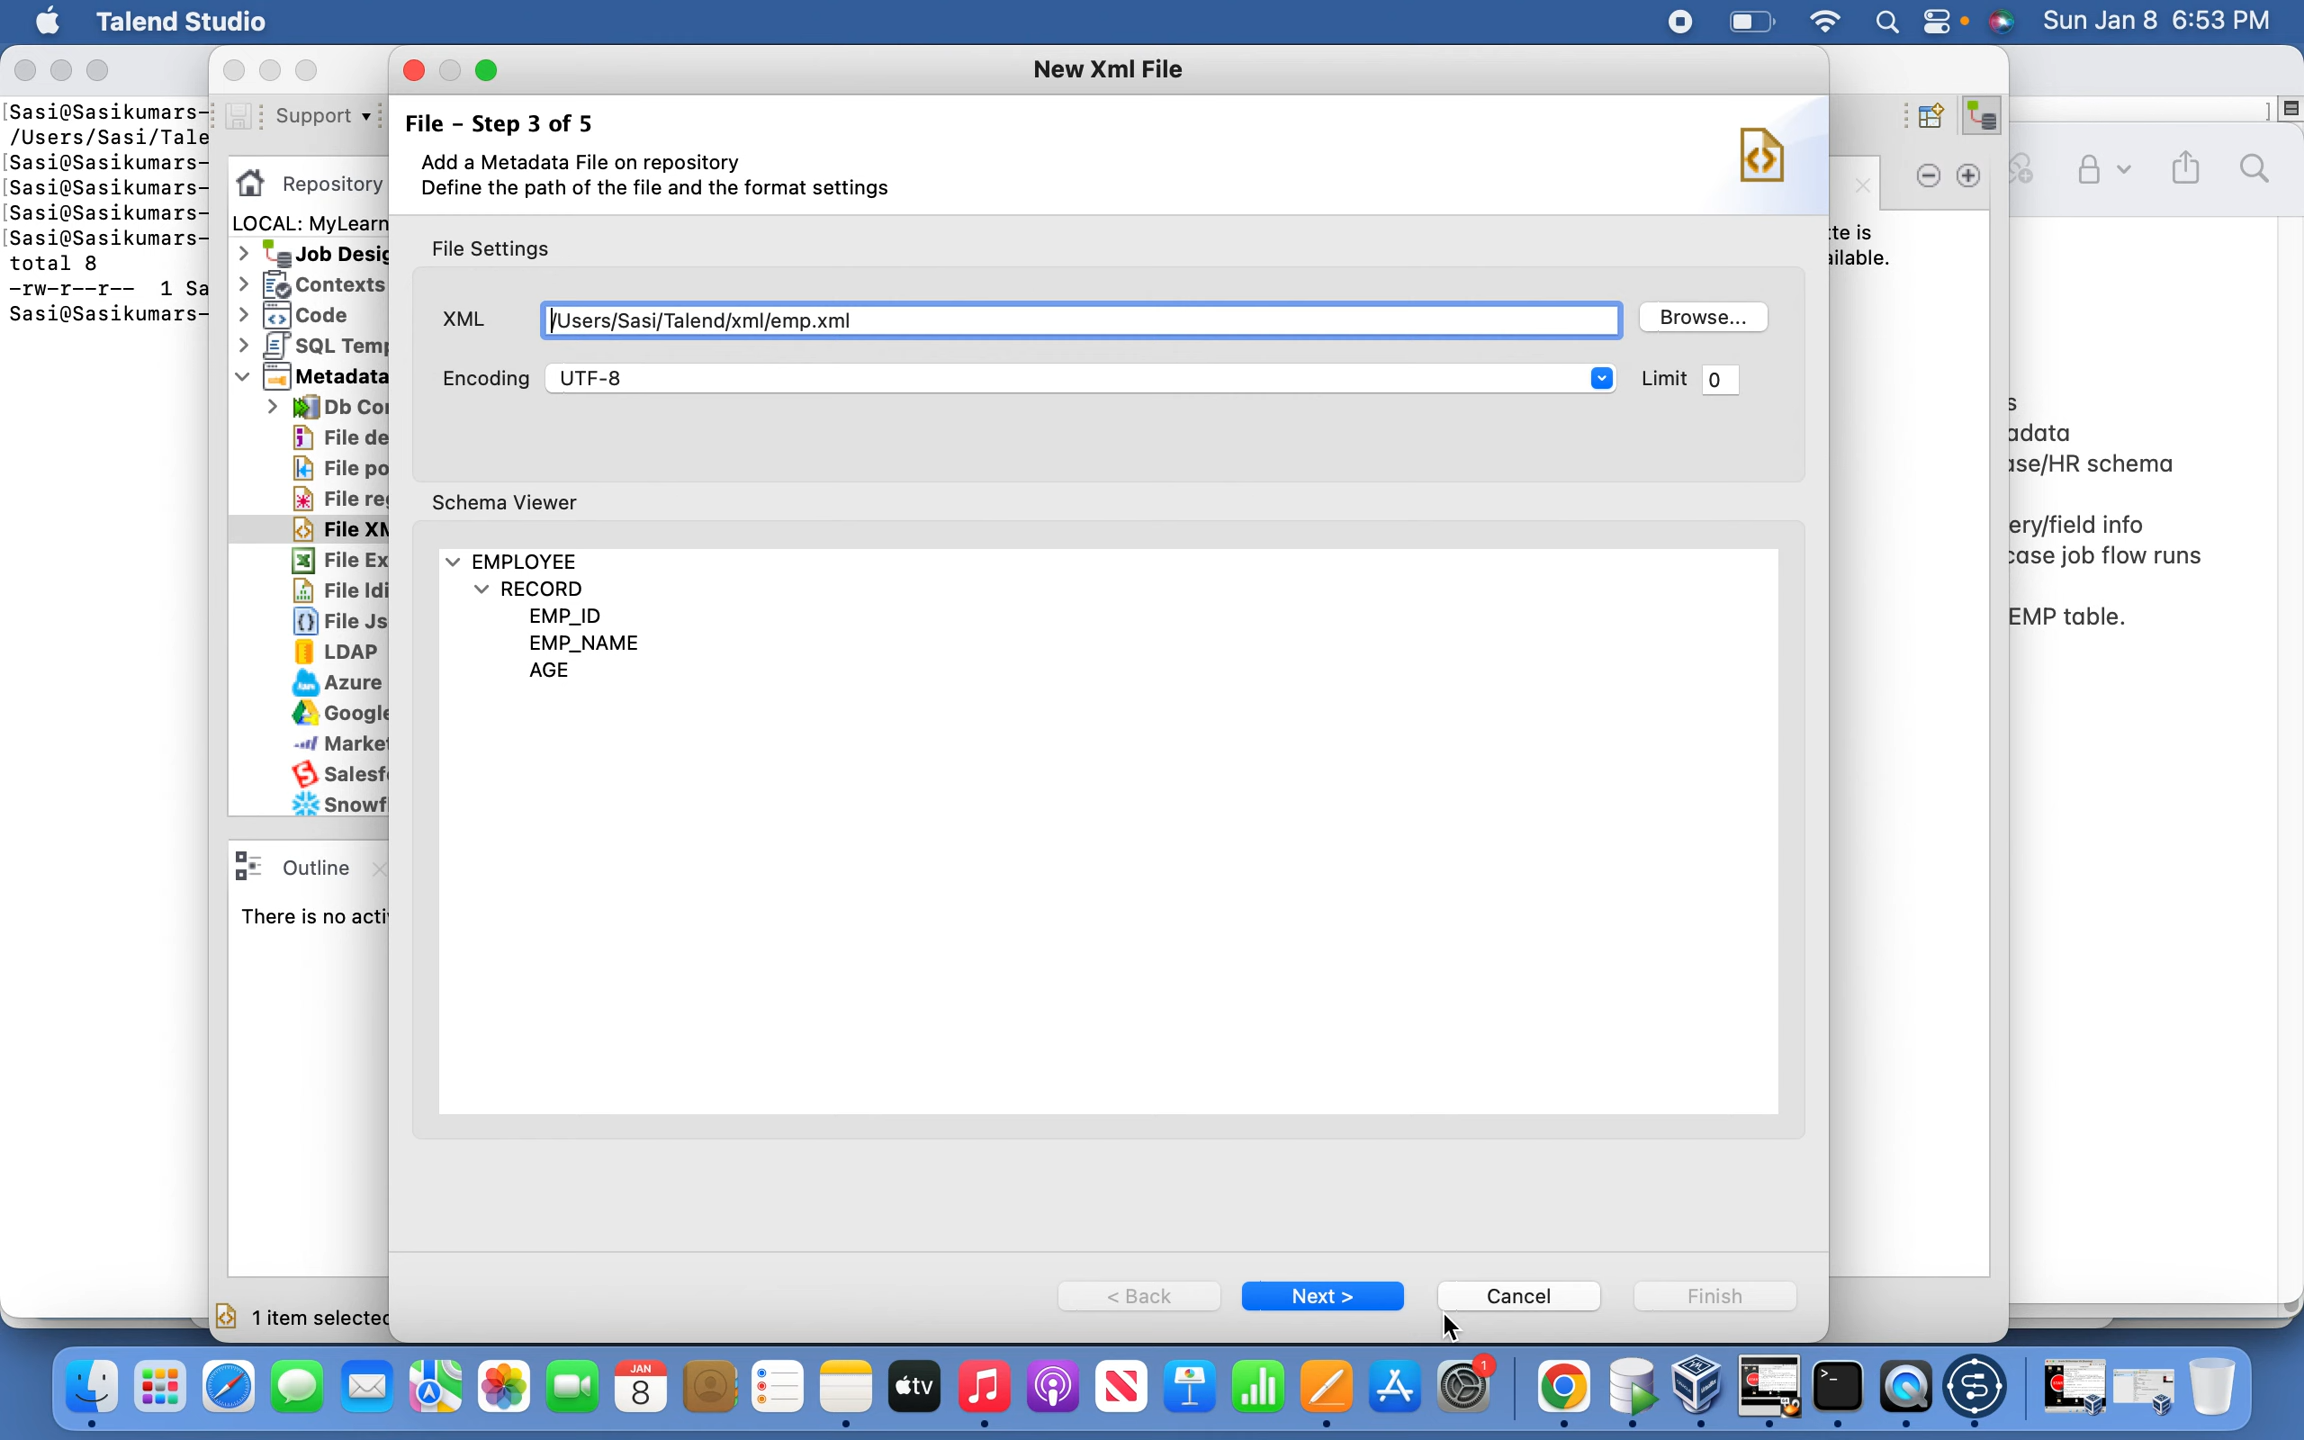 Talend Studio
Sun Jan 8 6:53 PM
[Sasi@Sasikumars-
/Users/Sasi/Tale
[Sasi@Sasikumars-
[Sasi@Sasikumars-
[Sasi@Sasikumars-
[Sasi@Sasikumars-
total 8
-rw-r--r-- 1 Sa
Sasi@Sasikumars-
Support
Repository
LOCAL: MyLearn
Job Desig
Contexts
Code
SQL Temp
Metadata
Db Con
File de
File po
File reg
File XM
File Ex
File ldi
File Js
LDAP
Azure
Google
Market
Salesf
Snowf
Outline
There is no activ
1 item selected
New Xml File
File - Step 3 of 5
Add a Metadata File on repository
Define the path of the file and the format settings
File Settings
XML
/Users/Sasi/Talend/xml/emp.xml
Browse...
Encoding
UTF-8
Limit
0
Schema Viewer
EMPLOYEE
RECORD
EMP_ID
EMP_NAME
AGE
< Back
Next >
Cancel
Finish
tte is
ailable.
s
adata
ase/HR schema
ery/field info
case job flow runs
EMP table.
JAN
8
tv
1